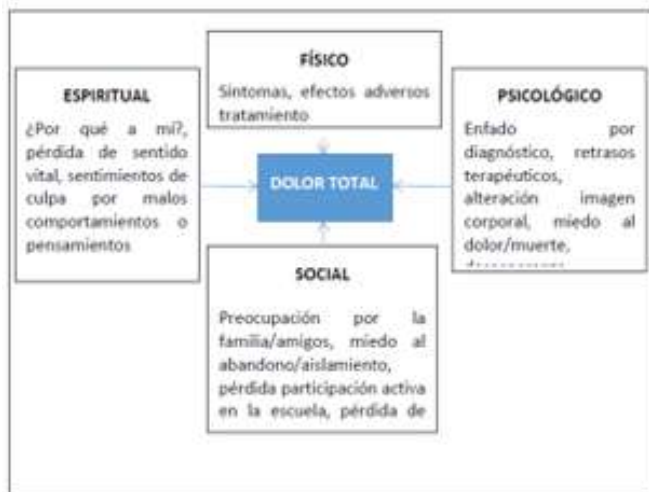 FÍSICO
Síntomas, efectos adversos
tratamiento
ESPIRITUAL
¿Por qué a mí?,
pérdida de sentido
vital, sentimientos de
culpa por malos
comportamientos o
pensamientos
PSICOLÓGICO
Enfado por
diagnóstico, retrasos
terapéuticos,
alteración imagen
corporal, miedo al
dolor/muerte,
DOLOR TOTAL
SOCIAL
Preocupación por la
familia/amigos, miedo al
abandono/aislamiento,
pérdida participación activa
en la escuela, pérdida de